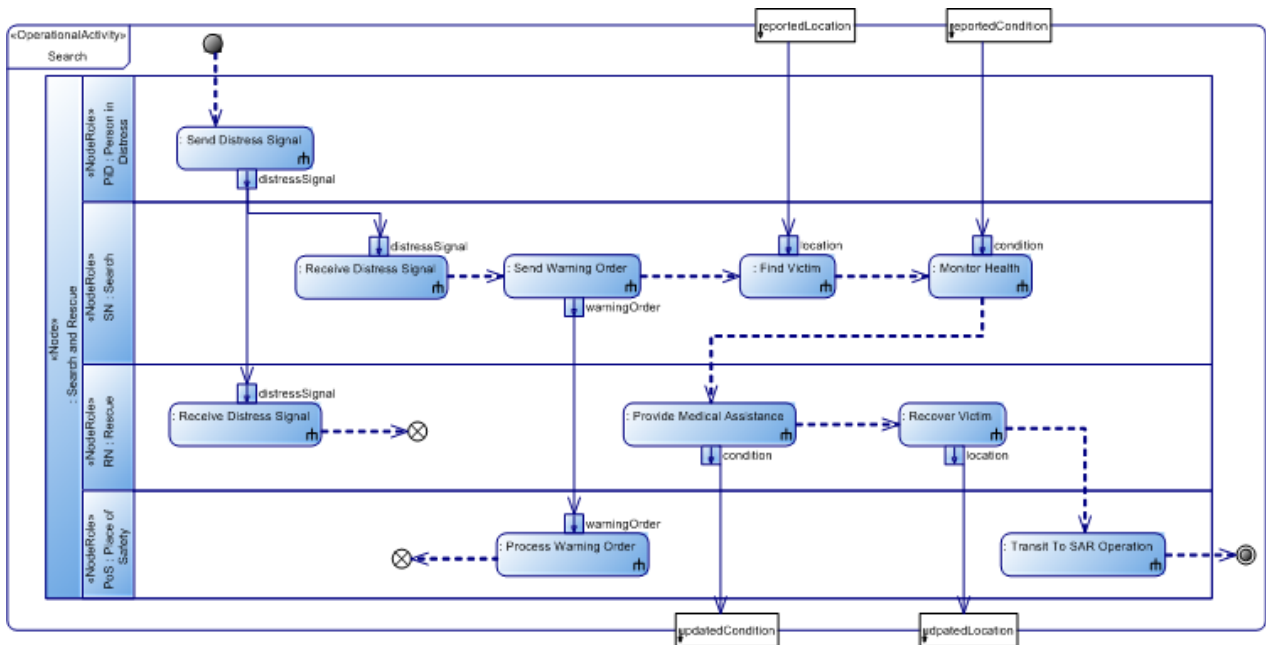 «OperationalActivity»
Search
reportedLocation
reportedCondition
«Node»
: Search and Rescue
«NodeRole»
PiD : Person in
Distress
: Send Distress Signal
distressSignal
«NodeRole»
SN : Search
distressSignal
: Receive Distress Signal
: Send Warning Order
warningOrder
location
: Find Victim
condition
: Monitor Health
«NodeRole»
RN : Rescue
distressSignal
: Receive Distress Signal
: Provide Medical Assistance
condition
: Recover Victim
location
«NodeRole»
PoS : Place of
Safety
warningOrder
: Process Warning Order
: Transit To SAR Operation
updatedCondition
udpatedLocation